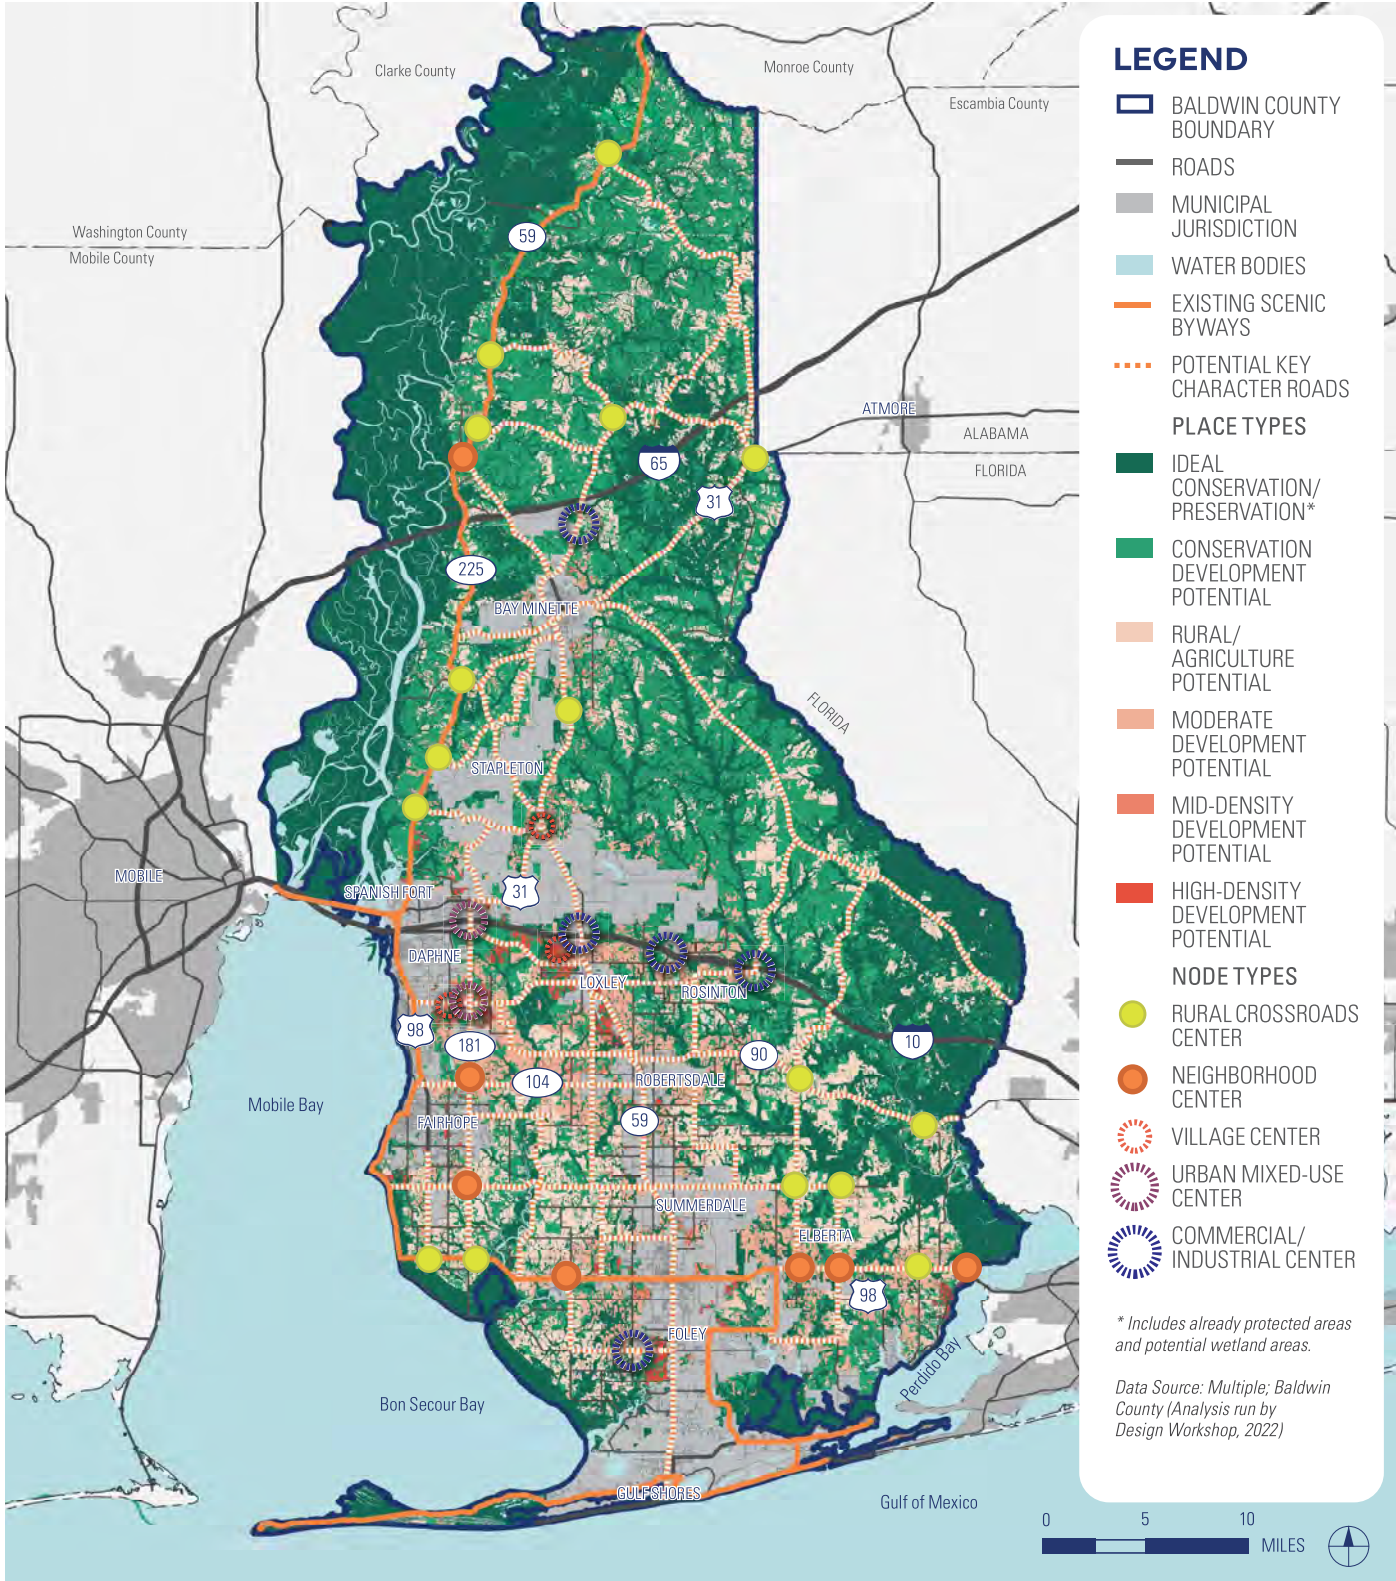 Clarke County
Monroe County
Escambia County
Washington County
Mobile County
59
ATMORE
ALABAMA
FLORIDA
65
31
225
BAY MINETTE
FLORIDA
STAPLETON
MOBILE
SPANISH FORT
31
DAPHNE
LOXLEY
ROSINTON
98
181
10
90
104
ROBERTSDALE
Mobile Bay
FAIRHOPE
59
SUMMERDALE
ELBERTA
98
FOLEY
Perdido Bay
Bon Secour Bay
GULF SHORES
Gulf of Mexico
LEGEND
BALDWIN COUNTY
BOUNDARY
ROADS
MUNICIPAL
JURISDICTION
WATER BODIES
EXISTING SCENIC
BYWAYS
POTENTIAL KEY
CHARACTER ROADS
PLACE TYPES
IDEAL
CONSERVATION/
PRESERVATION*
CONSERVATION
DEVELOPMENT
POTENTIAL
RURAL/
AGRICULTURE
POTENTIAL
MODERATE
DEVELOPMENT
POTENTIAL
MID-DENSITY
DEVELOPMENT
POTENTIAL
HIGH-DENSITY
DEVELOPMENT
POTENTIAL
NODE TYPES
RURAL CROSSROADS
CENTER
NEIGHBORHOOD
CENTER
VILLAGE CENTER
URBAN MIXED-USE
CENTER
COMMERCIAL/
INDUSTRIAL CENTER
* Includes already protected areas
and potential wetland areas.
Data Source: Multiple; Baldwin
County (Analysis run by
Design Workshop, 2022)
0 5 10
MILES